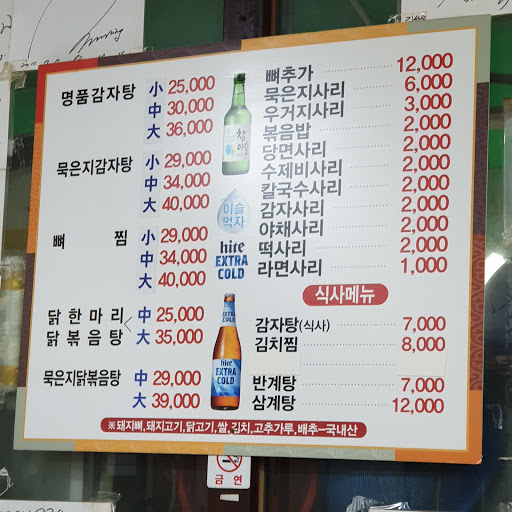 명품감자탕 小 25,000
中 30,000
大 36,000
묵은지감자탕 小 29,000
中 34,000
大 40,000
뼈 찜 小 29,000
中 34,000
大 40,000
닭한마리 中 25,000
닭볶음탕 大 35,000
묵은지닭볶음탕 中 29,000
大 39,000
참
이슬
먹자
hite
EXTRA
COLD
hite
EXTRA
COLD
뼈추가 12,000
묵은지사리 6,000
우거지사리 3,000
볶음밥 2,000
당면사리 2,000
수제비사리 2,000
칼국수사리 2,000
감자사리 2,000
야채사리 2,000
떡사리 2,000
라면사리 1,000
식사메뉴
감자탕(식사) 7,000
김치찜 8,000
반계탕 7,000
삼계탕 12,000
※돼지뼈,돼지고기,닭고기,쌀,김치,고추가루,배추-국내산
금연